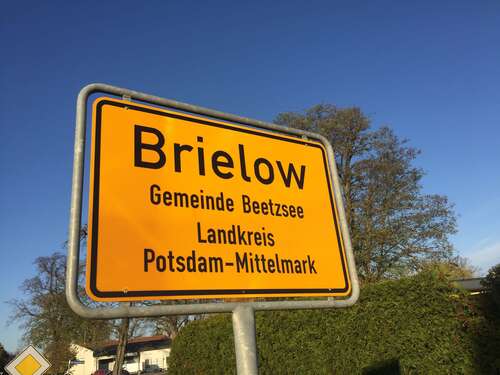 Brielow
Gemeinde Beetzsee
Landkreis
Potsdam-Mittelmark